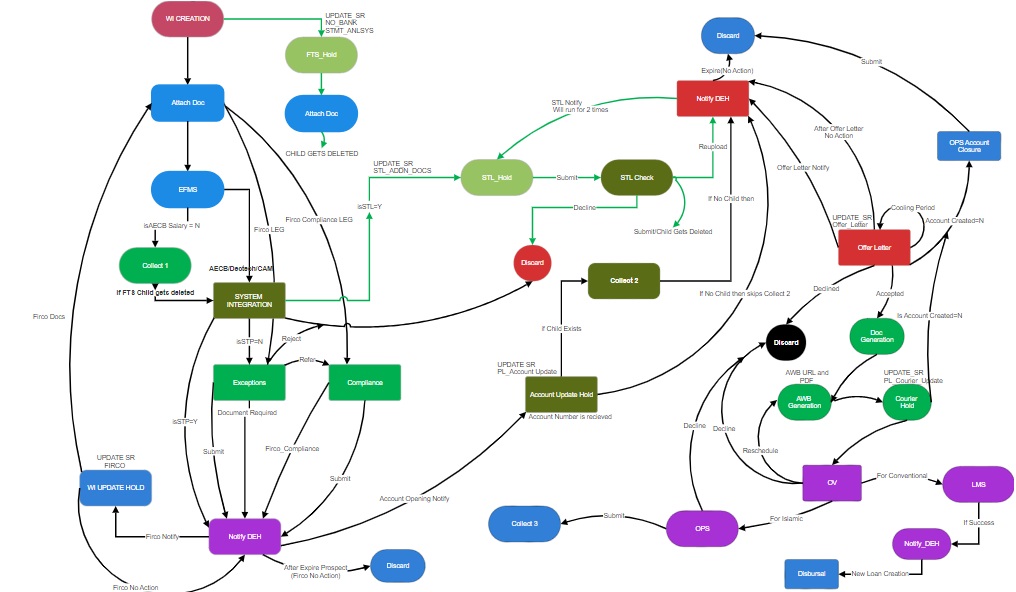 WI CREATION
UPDATE_SR
NO_BANK
STMT_ANLSYS
FTS_Hold
Attach Doc
Attach Doc
CHILD GETS DELETED
EFMS
isAECB Salary = N
Collect 1
If FTS Child gets deleted
AECB/Deotech/CAM
SYSTEM
INTEGRATION
Firco LEG
Firco Compliance LEG
UPDATE_SR
STL_ADDN_DOCS
isSTL=Y
STL_Hold
Submit
STL Check
STL Notify
Will run for 2 times
Decline
Submit/Child Gets Deleted
Reupload
Discard
Discard
Expire(No Action)
Notify DEH
Submit
OPS Account
Closure
After Offer Letter
No Action
Offer Letter Notify
If No Child then
Cooling Period
Account Created=N
UPDATE_SR
Offer_Letter
Offer Letter
Collect 2
if Child Exists
If No Child then skips Collect 2
Declined
Accepted
Is Account Created=N
Discard
Doc
Generation
AWB URL and
PDF
AWB
Generation
UPDATE_SR
PL_Courier_Update
Courier
Hold
Firco Docs
isSTP=N
Reject
Refer
Exceptions
Compliance
Document Required
isSTP=Y
Submit
Firco_Compliance
Submit
UPDATE SR
PL_Account Update
Account Update Hold
Account Number is recieved
Decline
Decline
Reschedule
UPDATE SR
FIRCO
WI UPDATE HOLD
Firco Notify
Notify DEH
Account Opening Notify
Firco No Action
After Expire Prospect
(Firco No Action)
Discard
Collect 3
Submit
OPS
For Islamic
OV
For Conventional
LMS
If Success
Notify_DEH
New Loan Creation
Disbursal